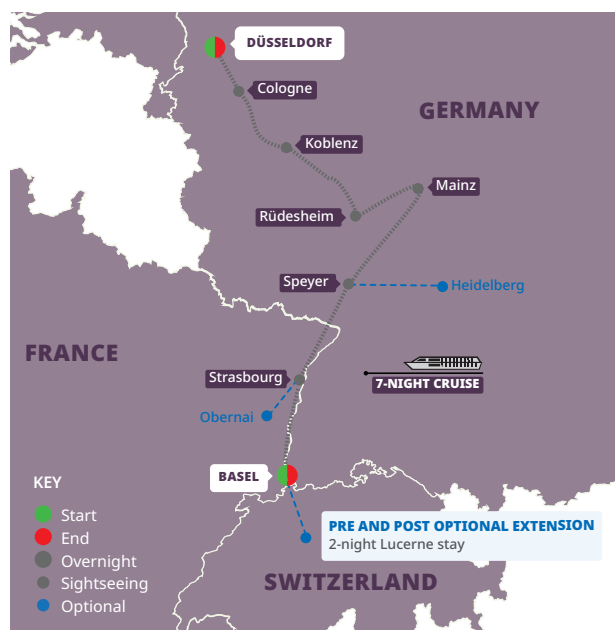 DÜSSELDORF
Cologne
GERMANY
Koblenz
Mainz
Rüdesheim
Speyer
Heidelberg
FRANCE
Strasbourg
7-NIGHT CRUISE
Obernai
BASEL
KEY
Start
End
Overnight
Sightseeing
Optional
PRE AND POST OPTIONAL EXTENSION
2-night Lucerne stay
SWITZERLAND